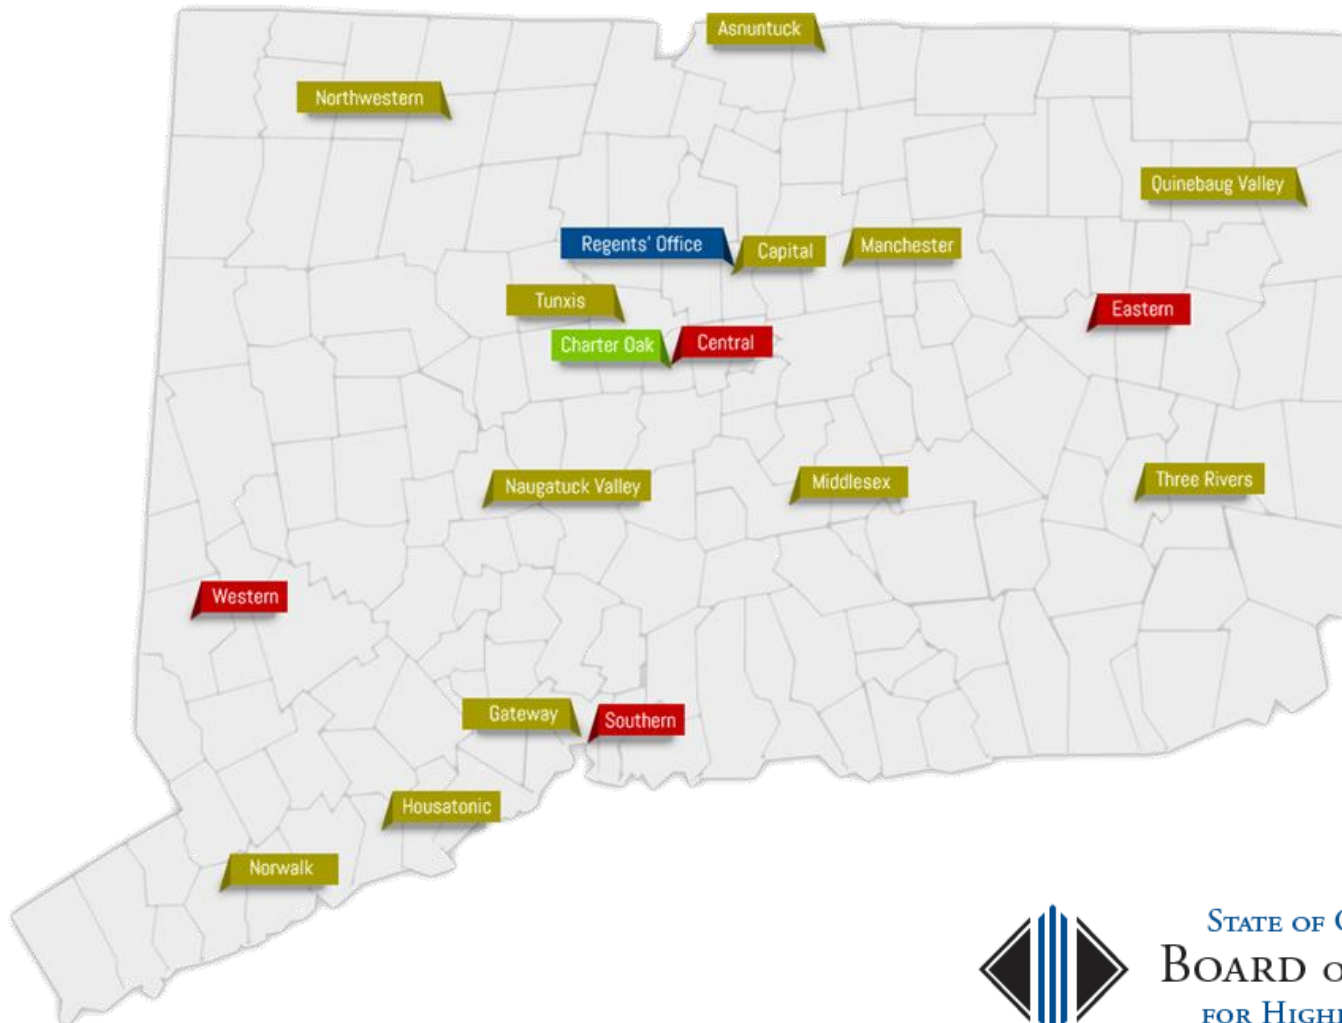 Asnuntuck
Northwestern
Quinebaug Valley
Regents' Office
Capital
Manchester
Tunxis
Eastern
Charter Oak
Central
Naugatuck Valley
Middlesex
Three Rivers
Western
Gateway
Southern
Housatonic
Norwalk
STATE OF
BOARD
FOR